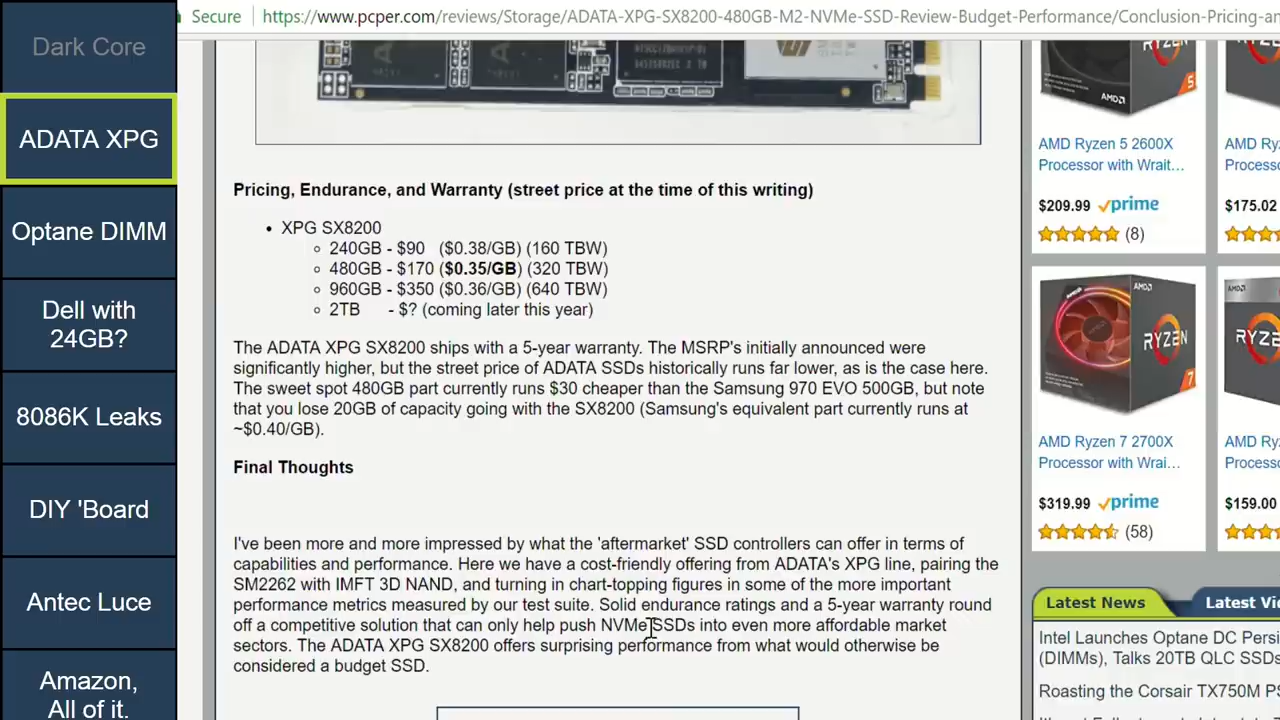 Dark Core
ADATA XPG
Optane DIMM
Dell with
24GB?
8086K Leaks
DIY 'Board
Antec Luce
Amazon,
All of it.
Secure
https://www.pcper.com/reviews/Storage/ADATA-XPG-SX8200-480GB-M2-NVMe-SSD-Review-Budget-Performance/Conclusion-Pricing-an
Pricing, Endurance, and Warranty (street price at the time of this writing)
• XPG SX8200
◦ 240GB - $90 ($0.38/GB) (160 TBW)
◦ 480GB - $170 ($0.35/GB) (320 TBW)
◦ 960GB - $350 ($0.36/GB) (640 TBW)
◦ 2TB - $? (coming later this year)
The ADATA XPG SX8200 ships with a 5-year warranty. The MSRP's initially announced were
significantly higher, but the street price of ADATA SSDs historically runs far lower, as is the case here.
The sweet spot 480GB part currently runs $30 cheaper than the Samsung 970 EVO 500GB, but note
that you lose 20GB of capacity going with the SX8200 (Samsung's equivalent part currently runs at
~$0.40/GB).
Final Thoughts
I've been more and more impressed by what the 'aftermarket' SSD controllers can offer in terms of
capabilities and performance. Here we have a cost-friendly offering from ADATA's XPG line, pairing the
SM2262 with IMFT 3D NAND, and turning in chart-topping figures in some of the more important
performance metrics measured by our test suite. Solid endurance ratings and a 5-year warranty round
off a competitive solution that can only help push NVMe SSDs into even more affordable market
sectors. The ADATA XPG SX8200 offers surprising performance from what would otherwise be
considered a budget SSD.
AMD
5
AMD Ryzen 5 2600X
Processor with Wrait...
$209.99 prime
(8)
AMD Ry
Process
$175.02
AMD
RYZEN
7
AMD Ryzen 7 2700X
Processor with Wrai...
$319.99 prime
(58)
AMD
RYZE
AMD Ry
Process
$159.00
Latest News
Latest Vi
Intel Launches Optane DC Persi
(DIMMs), Talks 20TB QLC SSDs
Roasting the Corsair TX750M PS